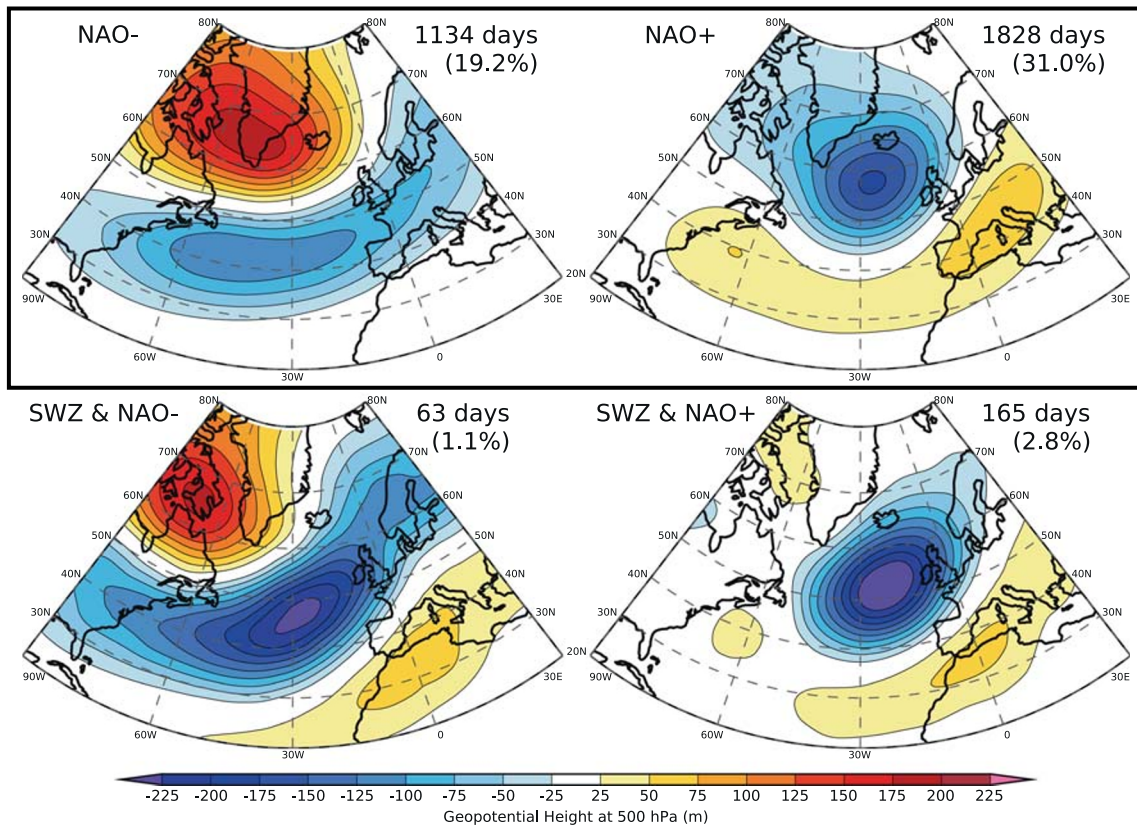 NAO-
1134 days
(19.2%)
80N
80N
70N
70N
60N
60N
50N
50N
40N
40N
30N
30N
20N
90W
60W
30W
0
30E
NAO+
1828 days
(31.0%)
80N
80N
70N
70N
60N
60N
50N
50N
40N
40N
30N
30N
20N
90W
60W
30W
0
30E
SWZ & NAO-
63 days
(1.1%)
80N
80N
70N
70N
60N
60N
50N
50N
40N
40N
30N
30N
20N
90W
60W
30W
0
30E
SWZ & NAO+
165 days
(2.8%)
80N
80N
70N
70N
60N
60N
50N
50N
40N
40N
30N
30N
20N
90W
60W
30W
0
30E
-225 -200 -175 -150 -125 -100 -75 -50 -25 25 50 75 100 125 150 175 200 225
Geopotential Height at 500 hPa (m)